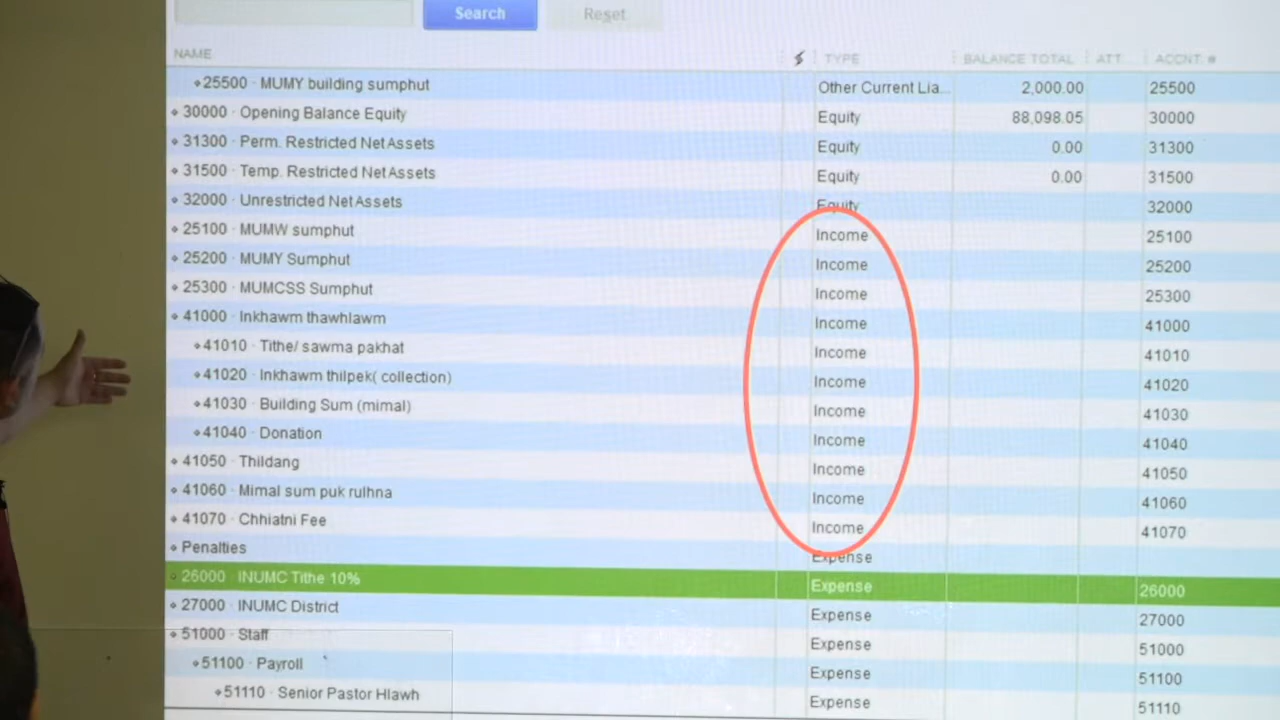 Search Reset
NAME TYPE BALANCE TOTAL ATT... ACCNT. #
25500 · MUMY building sumphut Other Current Lia... 2,000.00 25500
30000 · Opening Balance Equity Equity 88,098.05 30000
31300 · Perm. Restricted Net Assets Equity 0.00 31300
31500 · Temp. Restricted Net Assets Equity 0.00 31500
32000 · Unrestricted Net Assets Equity 32000
25100 · MUMW sumphut Income 25100
25200 · MUMY Sumphut Income 25200
25300 · MUMCSS Sumphut Income 25300
41000 · Inkhawm thawhlawm Income 41000
41010 · Tithe/ sawma pakhat Income 41010
41020 · Inkhawm thilpek( collection) Income 41020
41030 · Building Sum (mimal) Income 41030
41040 · Donation Income 41040
41050 · Thildang Income 41050
41060 · Mimal sum puk rulhna Income 41060
41070 · Chhiatni Fee Income 41070
Penalties Expense
26000 · INUMC Tithe 10% Expense 26000
27000 · INUMC District Expense 27000
51000 · Staff Expense 51000
51100 · Payroll Expense 51100
51110 · Senior Pastor Hlawh Expense 51110